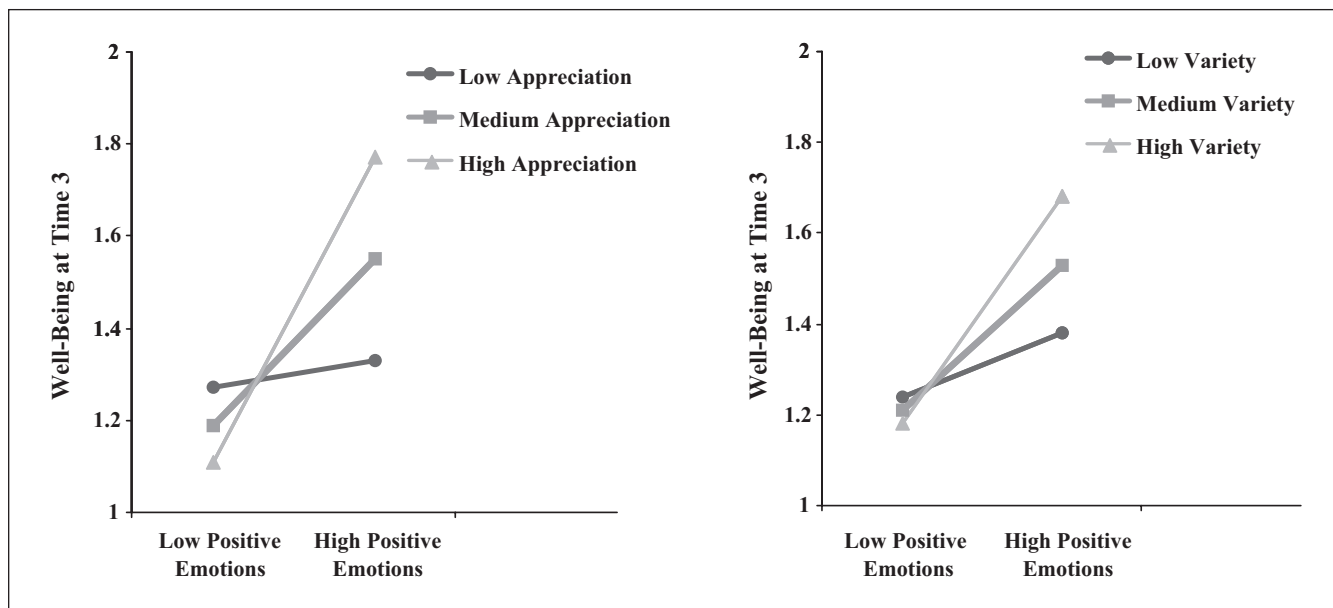 2
1.8
1.6
1.4
1.2
1
Well-Being at Time 3
Low Appreciation
Medium Appreciation
High Appreciation
Low Positive
Emotions
High Positive
Emotions
2
1.8
1.6
1.4
1.2
1
Well-Being at Time 3
Low Variety
Medium Variety
High Variety
Low Positive
Emotions
High Positive
Emotions